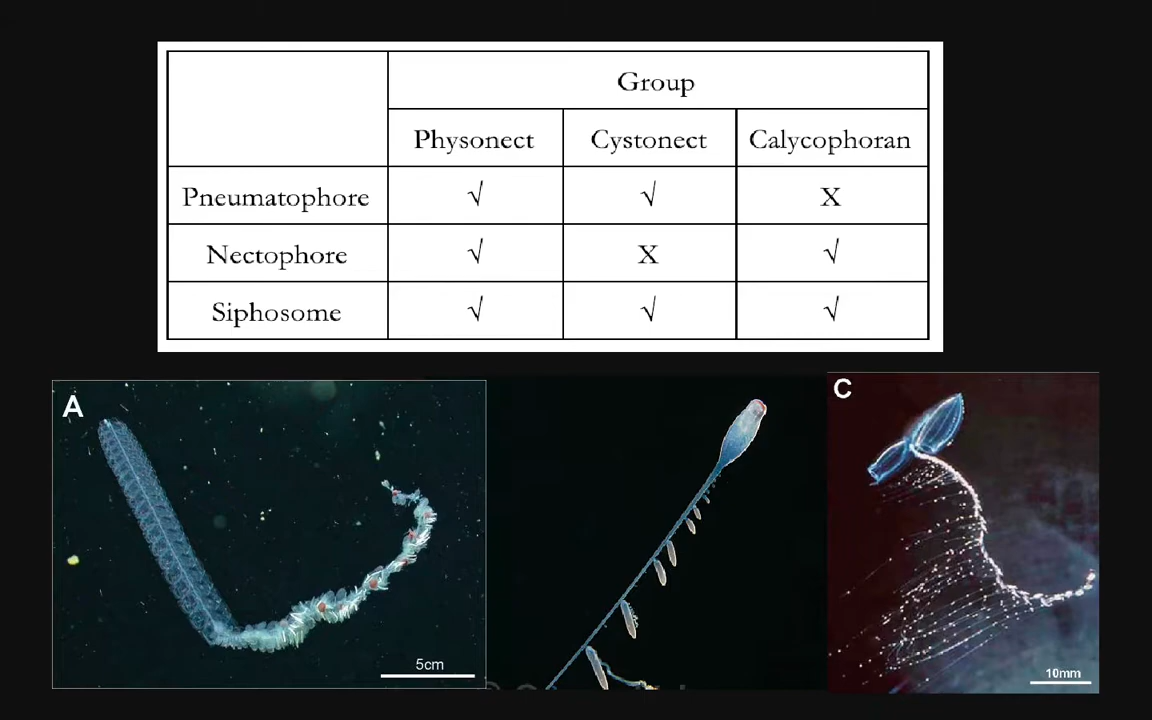 Group
Physonect Cystonect Calycophoran
Pneumatophore √ √ X
Nectophore √ X √
Siphosome √ √ √
A
C
5cm
10mm